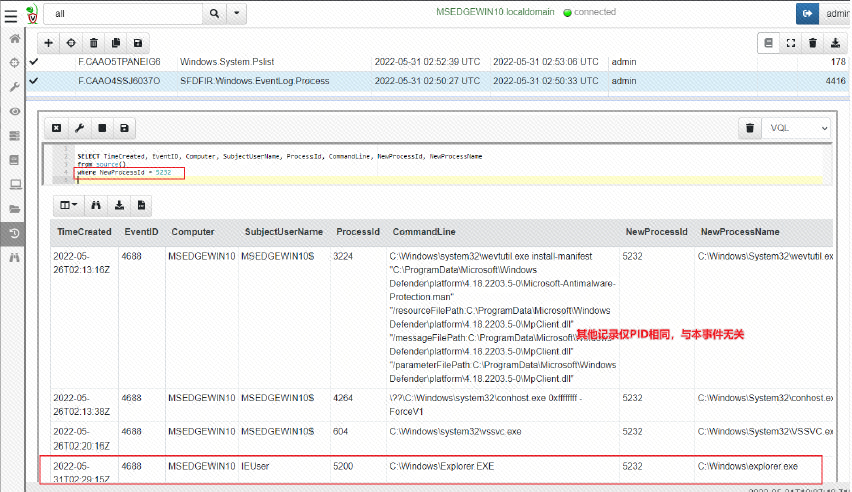 all
MSEDGEWIN10.localdomain connected
admin
F.CAAO5TPANEIG6 Windows.System.Pslist 2022-05-31 02:52:39 UTC 2022-05-31 02:53:06 UTC admin 178
F.CAAO4SSJ6037O SFDFIR.Windows.EventLog.Process 2022-05-31 02:50:27 UTC 2022-05-31 02:50:33 UTC admin 4416
VQL
1
2 SELECT TimeCreated, EventID, Computer, SubjectUserName, ProcessId, CommandLine, NewProcessId, NewProcessName
3 from source()
4 where NewProcessId = 5232
5
TimeCreated EventID Computer SubjectUserName ProcessId CommandLine NewProcessId NewProcessName
2022-05- 4688 MSEDGEWIN10 MSEDGEWIN10$ 3224 C:\Windows\system32\wevtutil.exe install-manifest 5232 C:\Windows\System32\wevtutil.exe
26T02:13:16Z "C:\ProgramData\Microsoft\Windows
Defender\platform\4.18.2203.5-0\Microsoft-Antimalware-
Protection.man"
"/resourceFilePath:C:\ProgramData\Microsoft\Windows
Defender\platform\4.18.2203.5-0\MpClient.dll"
"/messageFilePath:C:\ProgramData\Microsoft\Windows
其他记录仅PID相同，与本事件无关
Defender\platform\4.18.2203.5-0\MpClient.dll"
"/parameterFilePath:C:\ProgramData\Microsoft\Windows
Defender\platform\4.18.2203.5-0\MpClient.dll"
2022-05- 4688 MSEDGEWIN10 MSEDGEWIN10$ 4264 \??\C:\Windows\system32\conhost.exe 0xffffffff - 5232 C:\Windows\System32\conhost.e
26T02:13:38Z ForceV1
2022-05- 4688 MSEDGEWIN10 MSEDGEWIN10$ 604 C:\Windows\system32\vssvc.exe 5232 C:\Windows\System32\VSSVC.e
26T02:20:16Z
2022-05- 4688 MSEDGEWIN10 IEUser 5200 C:\Windows\Explorer.EXE 5232 C:\Windows\explorer.exe
31T02:29:15Z